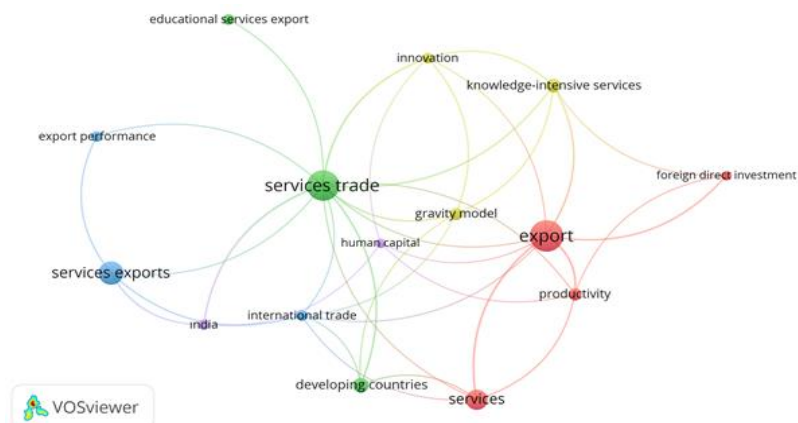 educational services export
innovation
knowledge-intensive services
export performance
foreign direct investment
services trade
gravity model
export
human capital
services exports
productivity
india
international trade
developing countries
services
VOSviewer